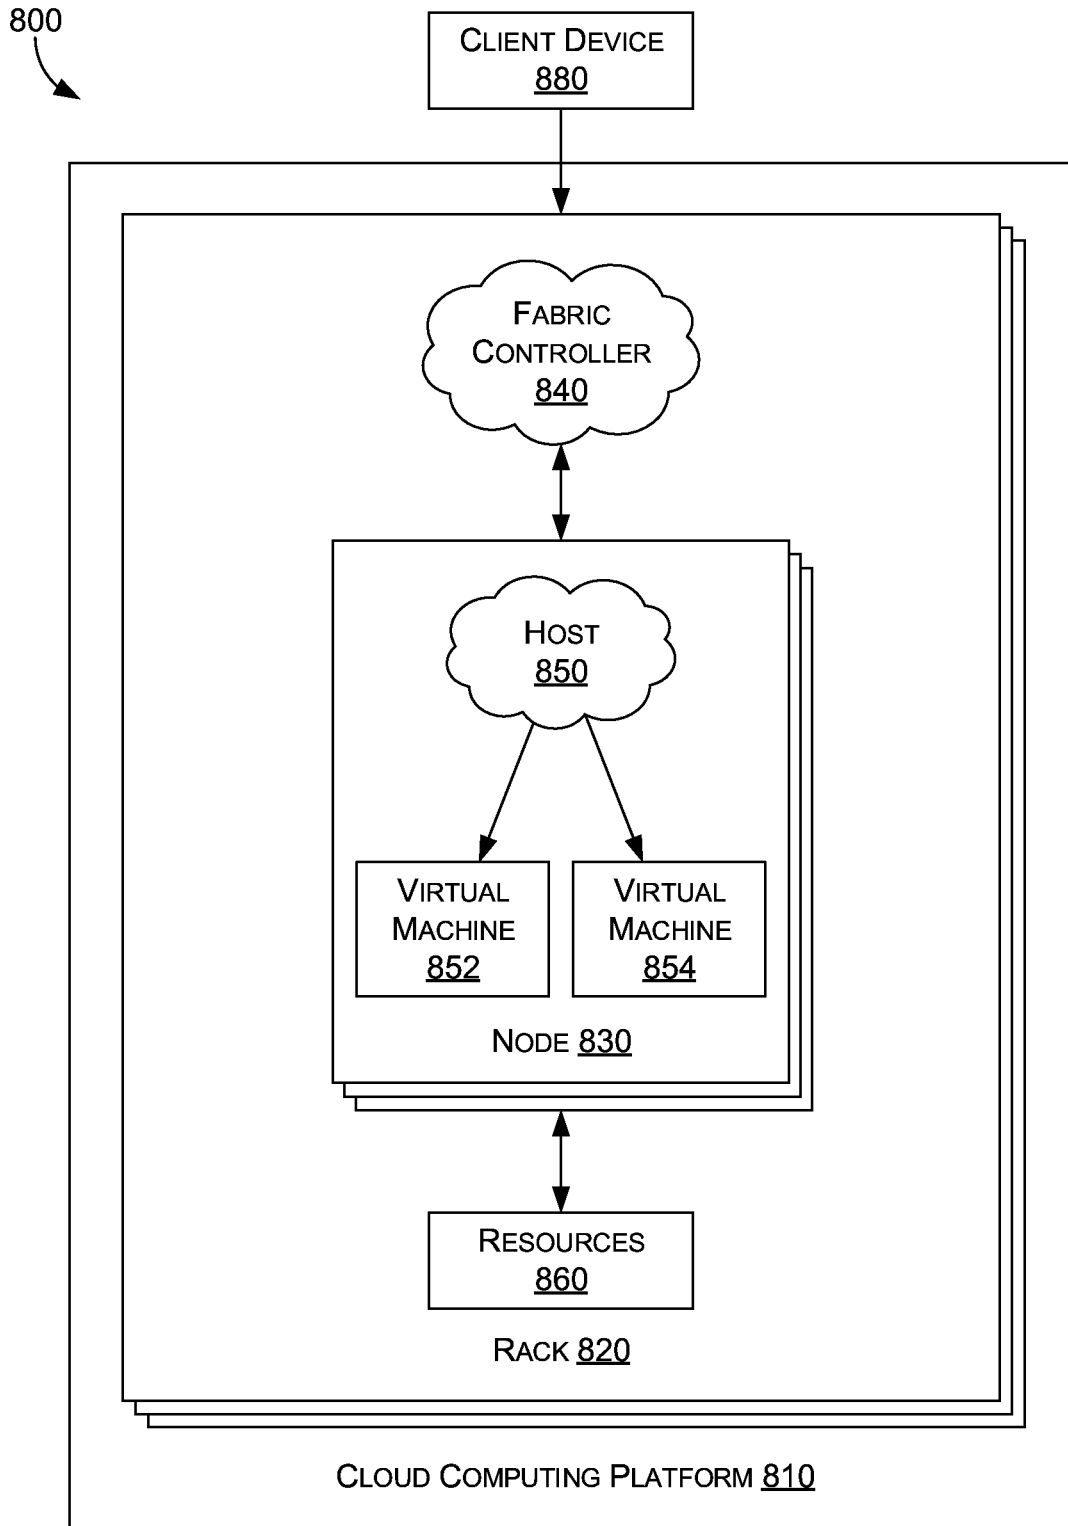 800
CLIENT DEVICE
880
FABRIC
CONTROLLER
840
HOST
850
VIRTUAL
MACHINE
852
VIRTUAL
MACHINE
854
NODE 830
RESOURCES
860
RACK 820
CLOUD COMPUTING PLATFORM 810